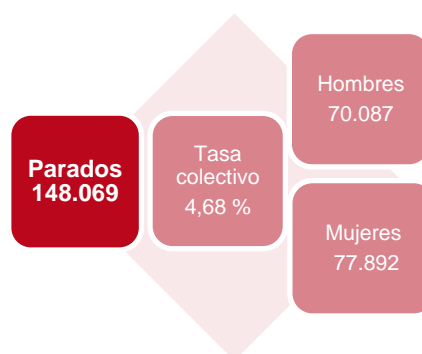 Parados
148.069
Tasa
colectivo
4,68 %
Hombres
70.087
Mujeres
77.892